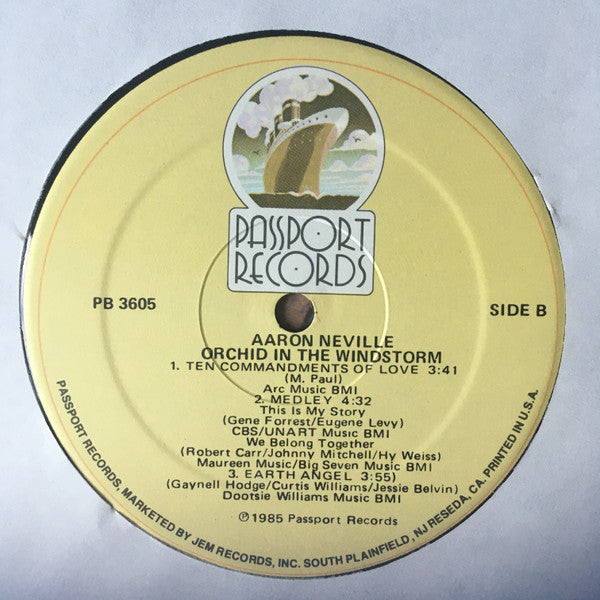 PASSPORT
RECORDS
PB 3605
SIDE B
AARON NEVILLE
ORCHID IN THE WINDSTORM
1. TEN COMMANDMENTS OF LOVE 3:41
(M. Paul)
Arc Music BMI
2. MEDLEY 4:32
This Is My Story
(Gene Forrest/Eugene Levy)
CBS/UNART Music BMI
We Belong Together
(Robert Carr/Johnny Mitchell/Hy Weiss)
Maureen Music/Big Seven Music BMI
3. EARTH ANGEL 3:55)
(Gaynell Hodge/Curtis Williams/Jessie Belvin)
Dootsie Williams Music BMI
Ⓟ1985 Passport Records
PASSPORT RECORDS, MARKETED BY JEM RECORDS, INC. SOUTH PLAINFIELD, NJ RESEDA, CA. PRINTED IN U.S.A.